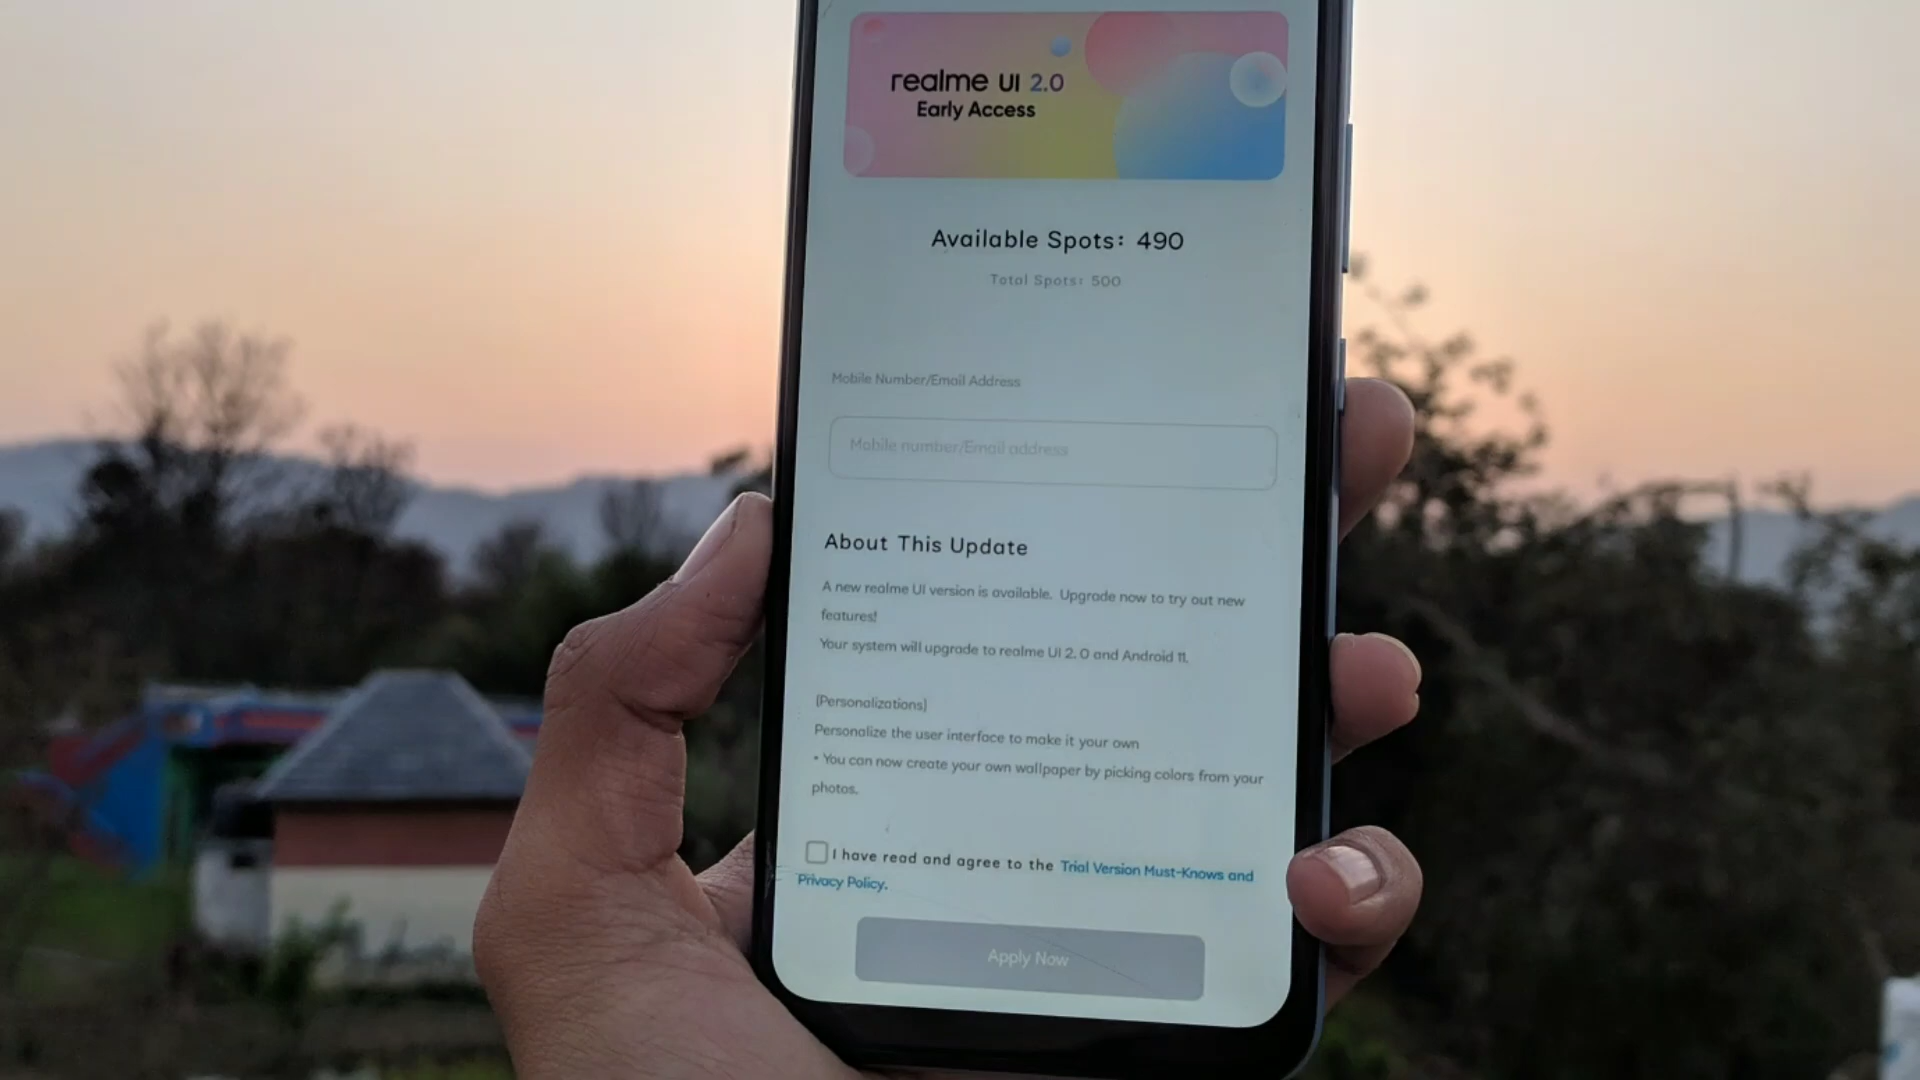 realme UI 2.0
Early Access
Available Spots: 490
Total Spots: 500
Mobile Number/Email Address
Mobile number/Email address
About This Update
A new realme UI version is available. Upgrade now to try out new
features!
Your system will upgrade to realme UI 2. 0 and Android 11.
[Personalizations]
Personalize the user interface to make it your own
• You can now create your own wallpaper by picking colors from your
photos.
I have read and agree to the Trial Version Must-Knows and
Privacy Policy.
Apply Now